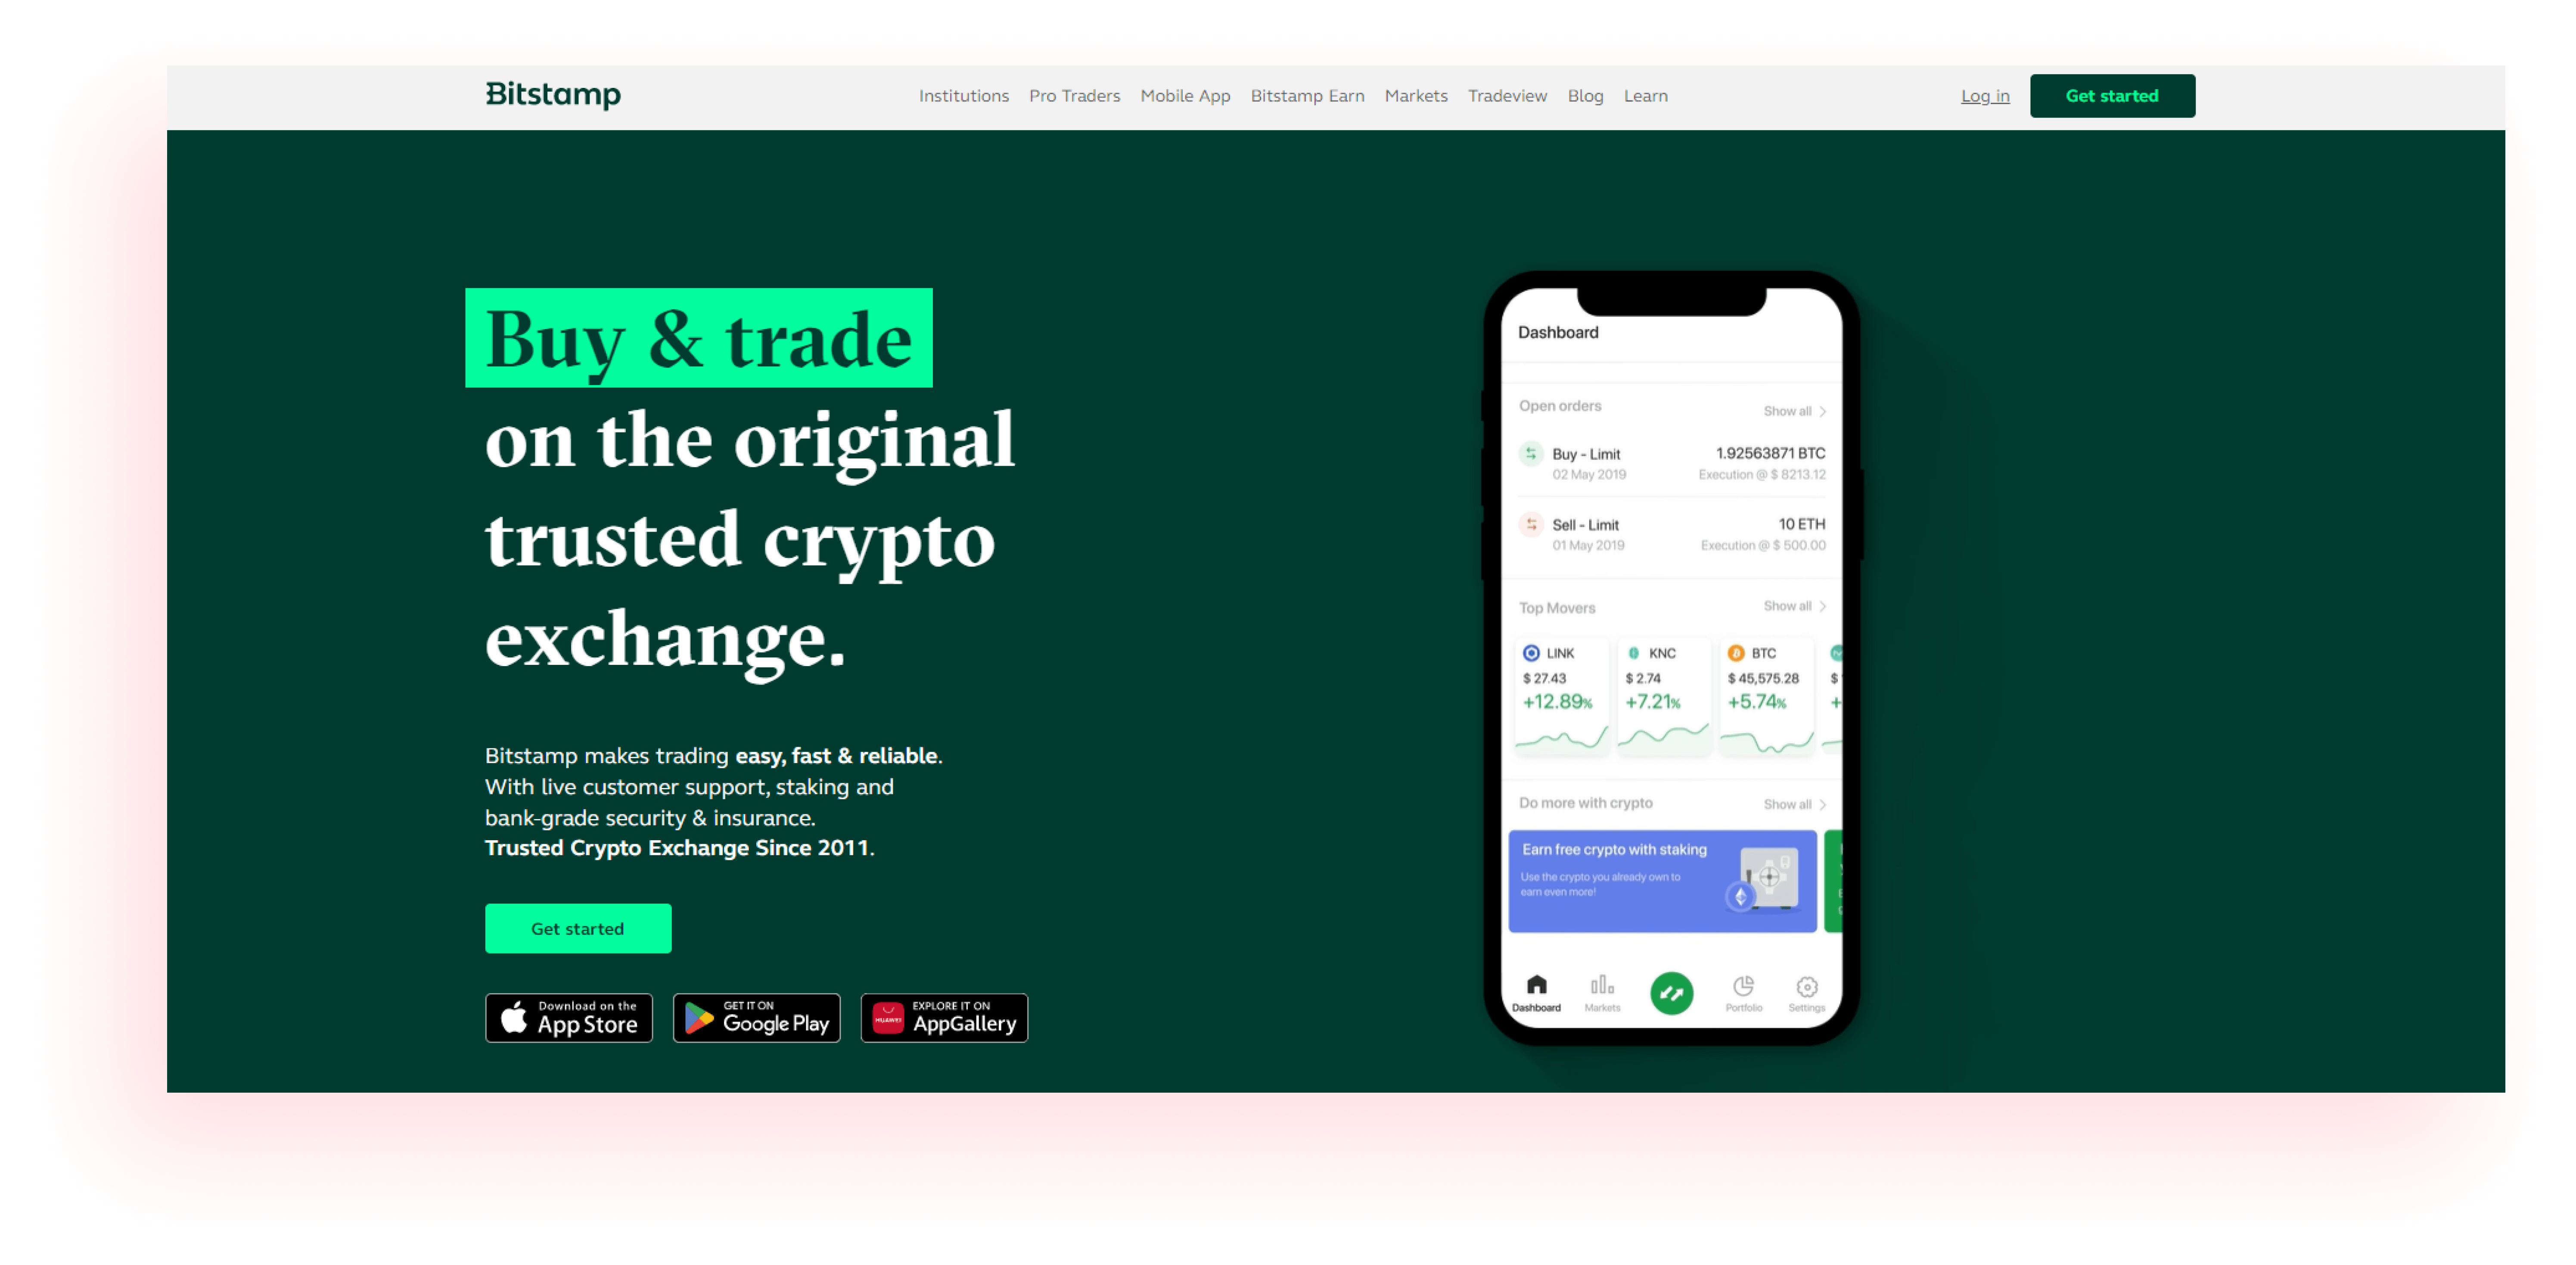 Bitstamp
Institutions Pro Traders Mobile App Bitstamp Earn Markets Tradeview Blog Learn
Log in
Get started
Buy & trade
on the original
trusted crypto
exchange.
Bitstamp makes trading easy, fast & reliable.
With live customer support, staking and
bank-grade security & insurance.
Trusted Crypto Exchange Since 2011.
Get started
Download on the
App Store
GET IT ON
Google Play
HUAWEI
EXPLORE IT ON
AppGallery
Dashboard
Open orders
Show all
Buy - Limit
1.92563871 BTC
02 May 2019
Execution @ $ 8213.12
Sell - Limit
10 ETH
01 May 2019
Execution @ $ 500.00
Top Movers
Show all
LINK
$ 27.43
+12.89%
KNC
$ 2.74
+7.21%
BTC
$ 45,575.28
+5.74%
$
+
Do more with crypto
Show all
Earn free crypto with staking
Use the crypto you already own to
earn even more!
Dashboard
Markets
Portfolio
Settings